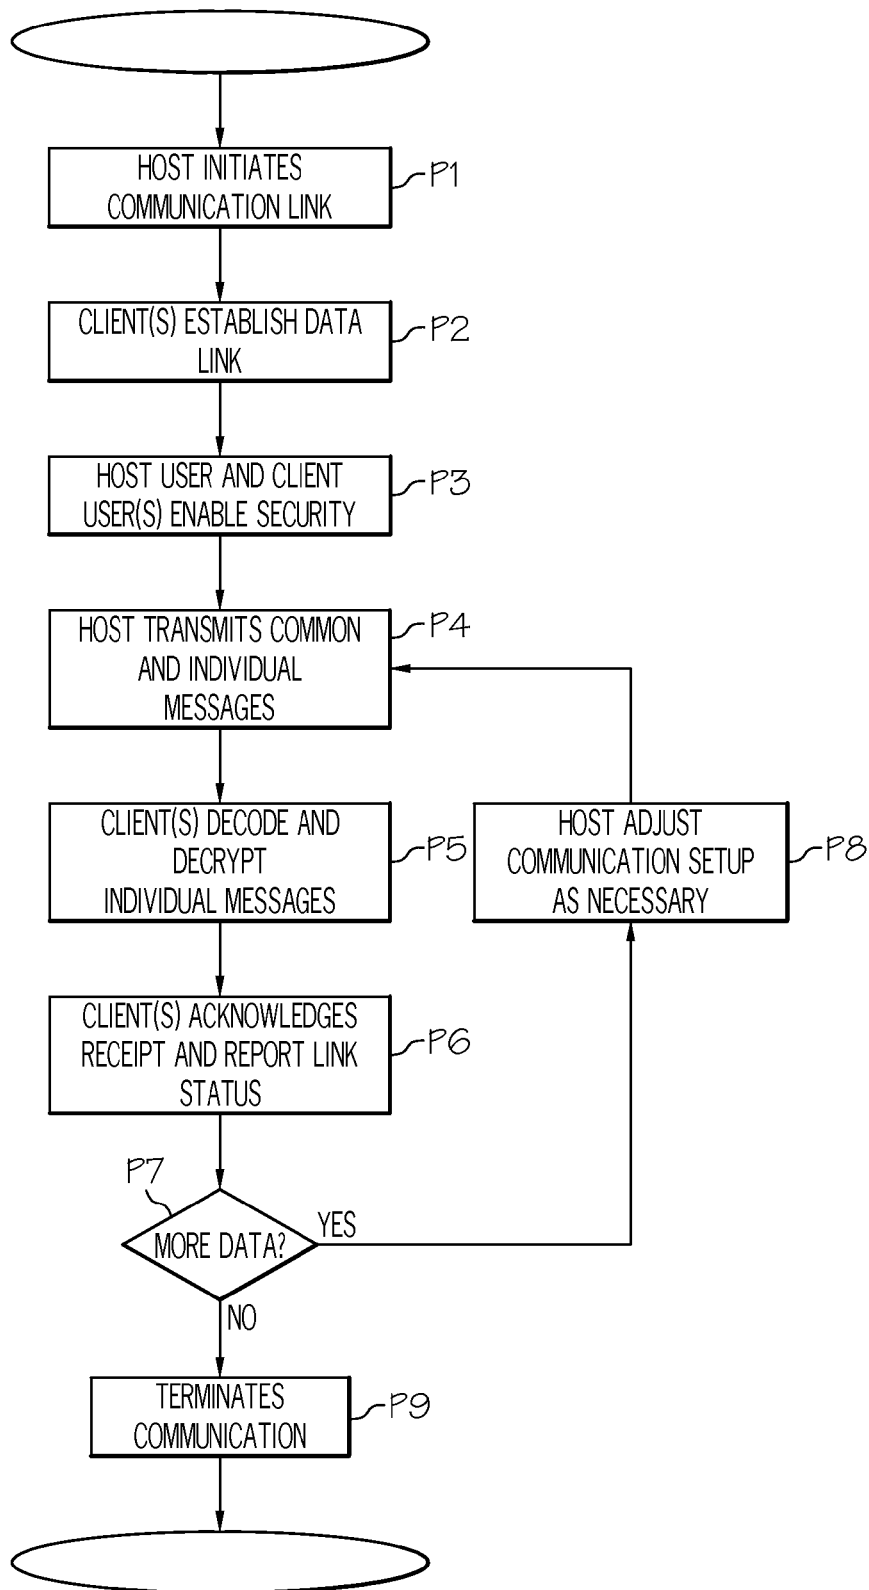 HOST INITIATES
COMMUNICATION LINK
P1
CLIENT(S) ESTABLISH DATA
LINK
P2
HOST USER AND CLIENT
USER(S) ENABLE SECURITY
P3
HOST TRANSMITS COMMON
AND INDIVIDUAL
MESSAGES
P4
CLIENT(S) DECODE AND
DECRYPT
INDIVIDUAL MESSAGES
P5
HOST ADJUST
COMMUNICATION SETUP
AS NECESSARY
P8
CLIENT(S) ACKNOWLEDGES
RECEIPT AND REPORT LINK
STATUS
P6
P7
MORE DATA?
YES
NO
TERMINATES
COMMUNICATION
P9